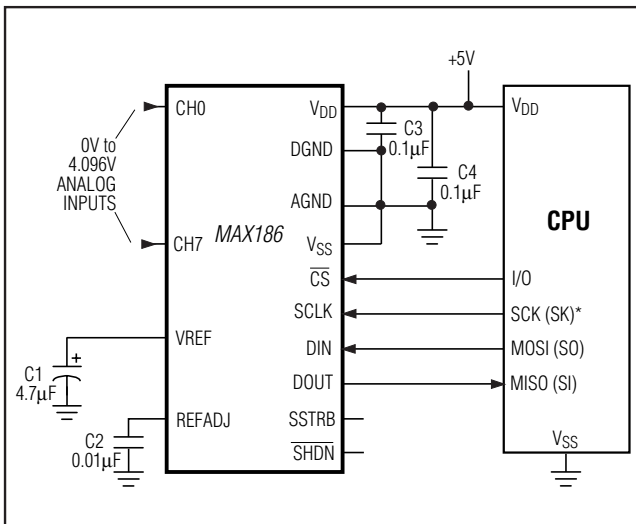 +5V
CH0
0V to
4.096V
ANALOG
INPUTS
CH7
VREF
C1
+
4.7µF
REFADJ
C2
0.01µF
MAX186
VDD
DGND
AGND
VSS
CS
SCLK
DIN
DOUT
SSTRB
SHDN
C3
0.1µF
C4
0.1µF
VDD
CPU
I/O
SCK (SK)*
MOSI (SO)
MISO (SI)
VSS